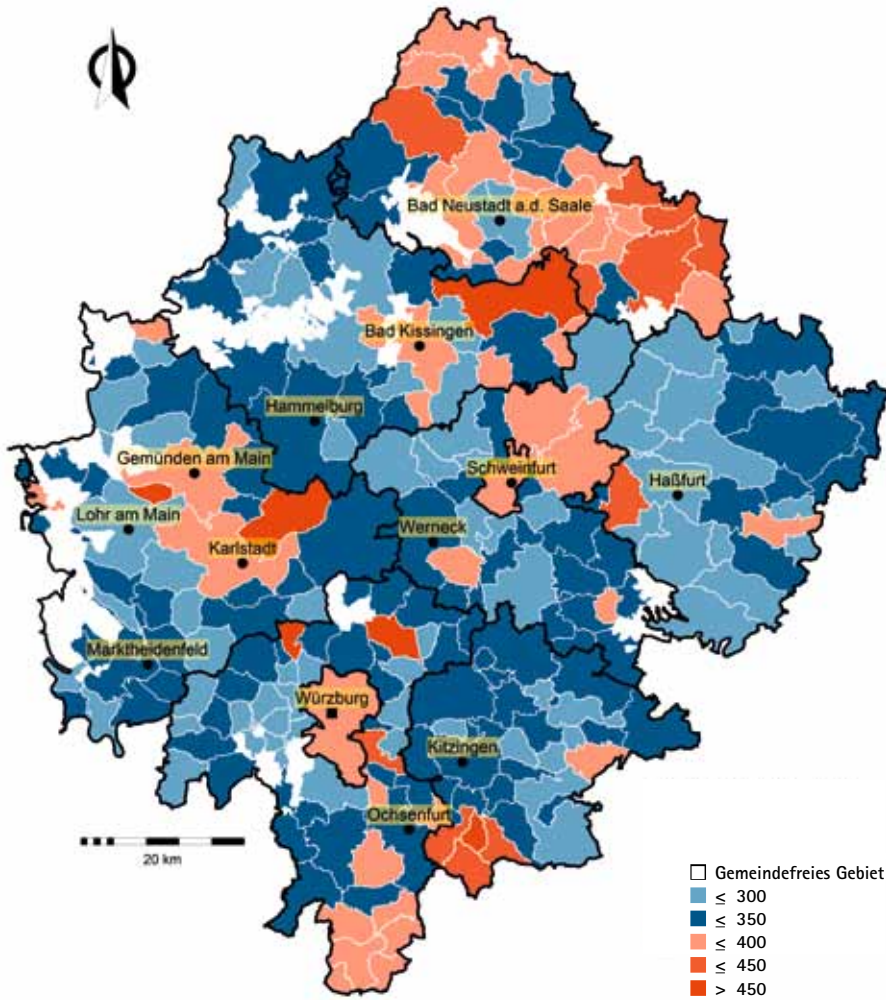 Bad Neustadt a.d. Saale
Bad Kissingen
Hammelburg
Gemünden am Main
Schweinfurt
Haßfurt
Lohr am Main
Werneck
Karlstadt
Marktheidenfeld
Würzburg
Kitzingen
Ochsenfurt
20 km
Gemeindefreies Gebiet
≤ 300
≤ 350
≤ 400
≤ 450
> 450